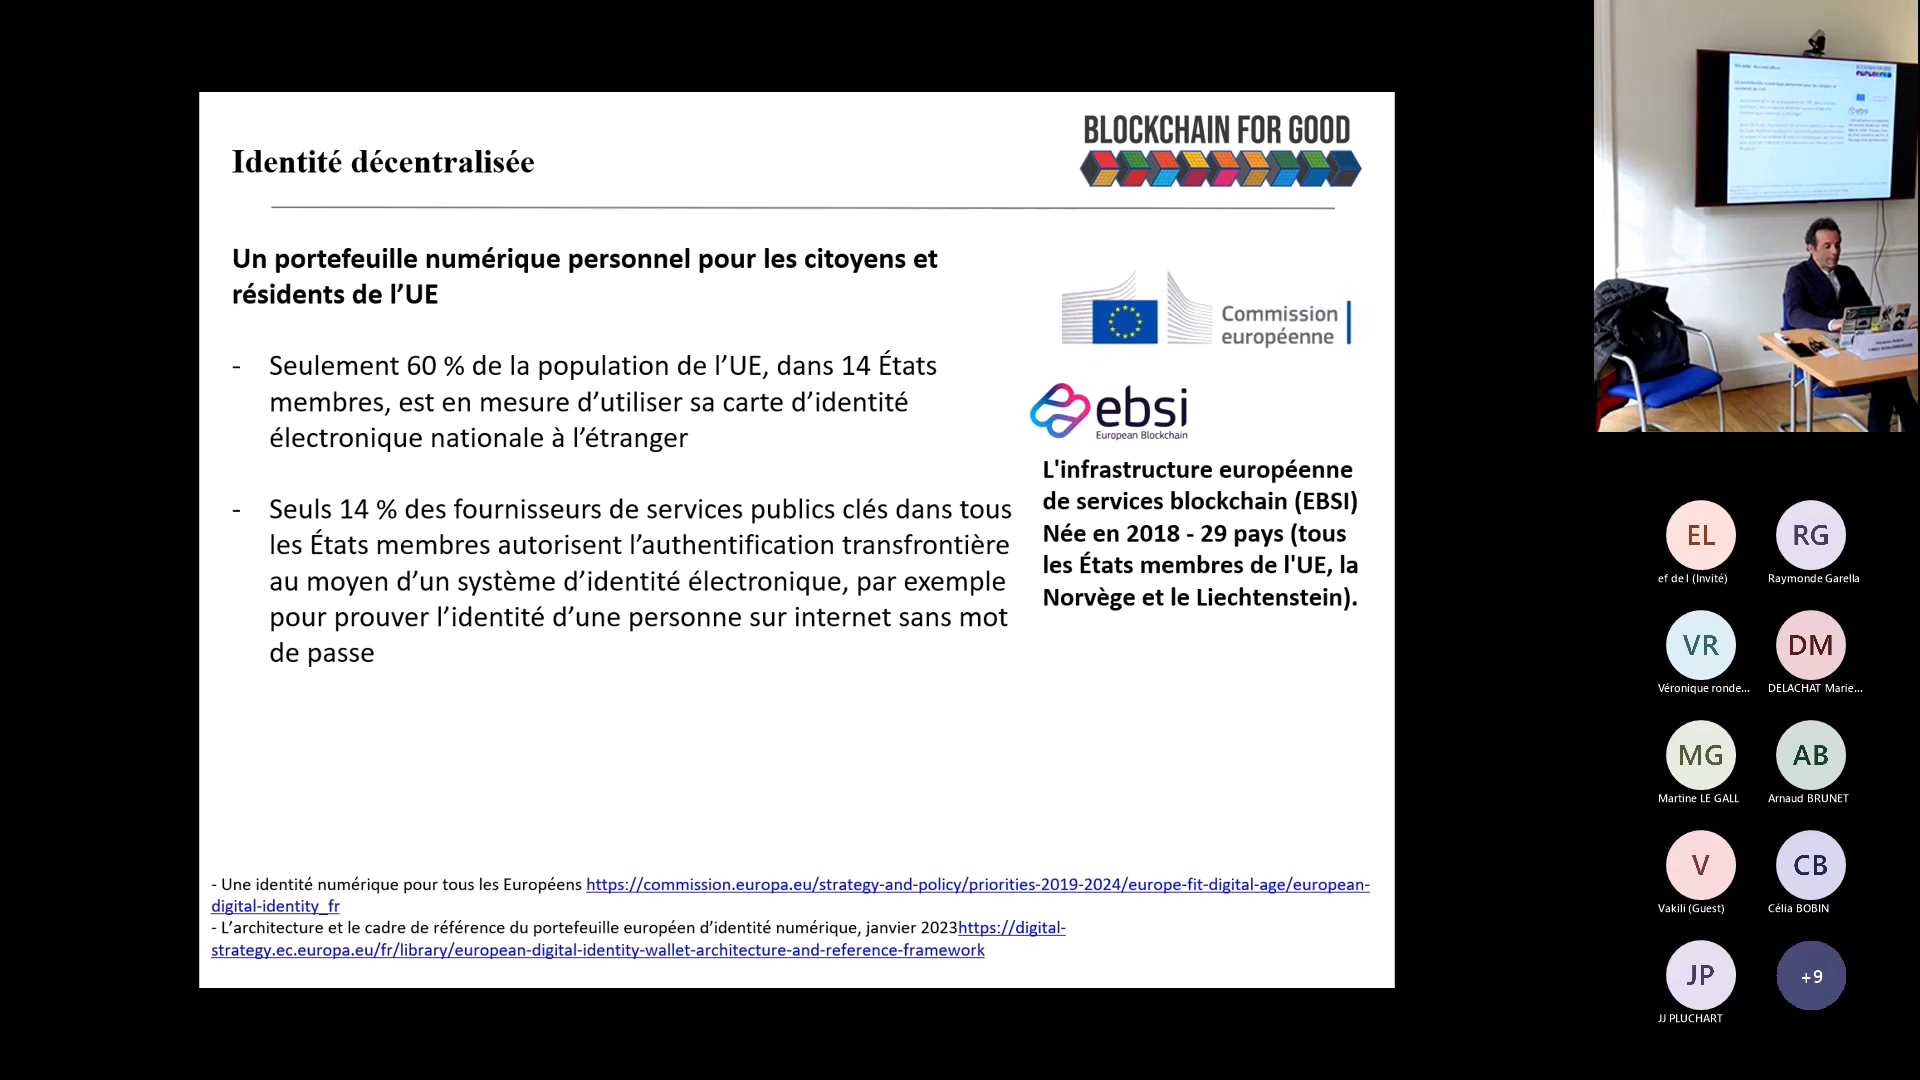 BLOCKCHAIN FOR GOOD
Identité décentralisée
Un portefeuille numérique personnel pour les citoyens et
résidents de l’UE
- Seulement 60 % de la population de l’UE, dans 14 États
membres, est en mesure d’utiliser sa carte d’identité
électronique nationale à l’étranger
- Seuls 14 % des fournisseurs de services publics clés dans tous
les États membres autorisent l’authentification transfrontière
au moyen d’un système d’identité électronique, par exemple
pour prouver l’identité d’une personne sur internet sans mot
de passe
Commission
européenne
ebsi
European Blockchain
L'infrastructure européenne
de services blockchain (EBSI)
Née en 2018 - 29 pays (tous
les États membres de l'UE, la
Norvège et le Liechtenstein).
- Une identité numérique pour tous les Européens https://commission.europa.eu/strategy-and-policy/priorities-2019-2024/europe-fit-digital-age/european-
digital-identity_fr
- L’architecture et le cadre de référence du portefeuille européen d’identité numérique, janvier 2023https://digital-
strategy.ec.europa.eu/fr/library/european-digital-identity-wallet-architecture-and-reference-framework
EL
ef de l (Invité)
RG
Raymonde Garella
VR
Véronique ronde...
DM
DELACHAT Marie...
MG
Martine LE GALL
AB
Arnaud BRUNET
V
Vakili (Guest)
CB
Célia BOBIN
JP
JJ PLUCHART
+9